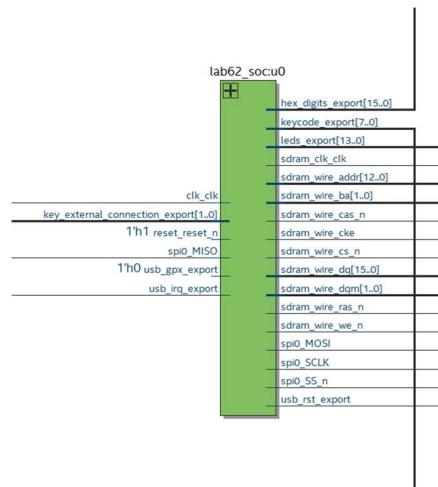 lab62_soc:u0
hex_digits_export[15..0]
keycode_export[7..0]
leds_export[13..0]
sdram_clk_clk
sdram_wire_addr[12..0]
clk_clk
sdram_wire_ba[1..0]
key_external_connection_export[1..0]
sdram_wire_cas_n
1'h1 reset_reset_n
sdram_wire_cke
spi0_MISO
sdram_wire_cs_n
1'h0 usb_gpx_export
sdram_wire_dq[15..0]
usb_irq_export
sdram_wire_dqm[1..0]
sdram_wire_ras_n
sdram_wire_we_n
spi0_MOSI
spi0_SCLK
spi0_SS_n
usb_rst_export